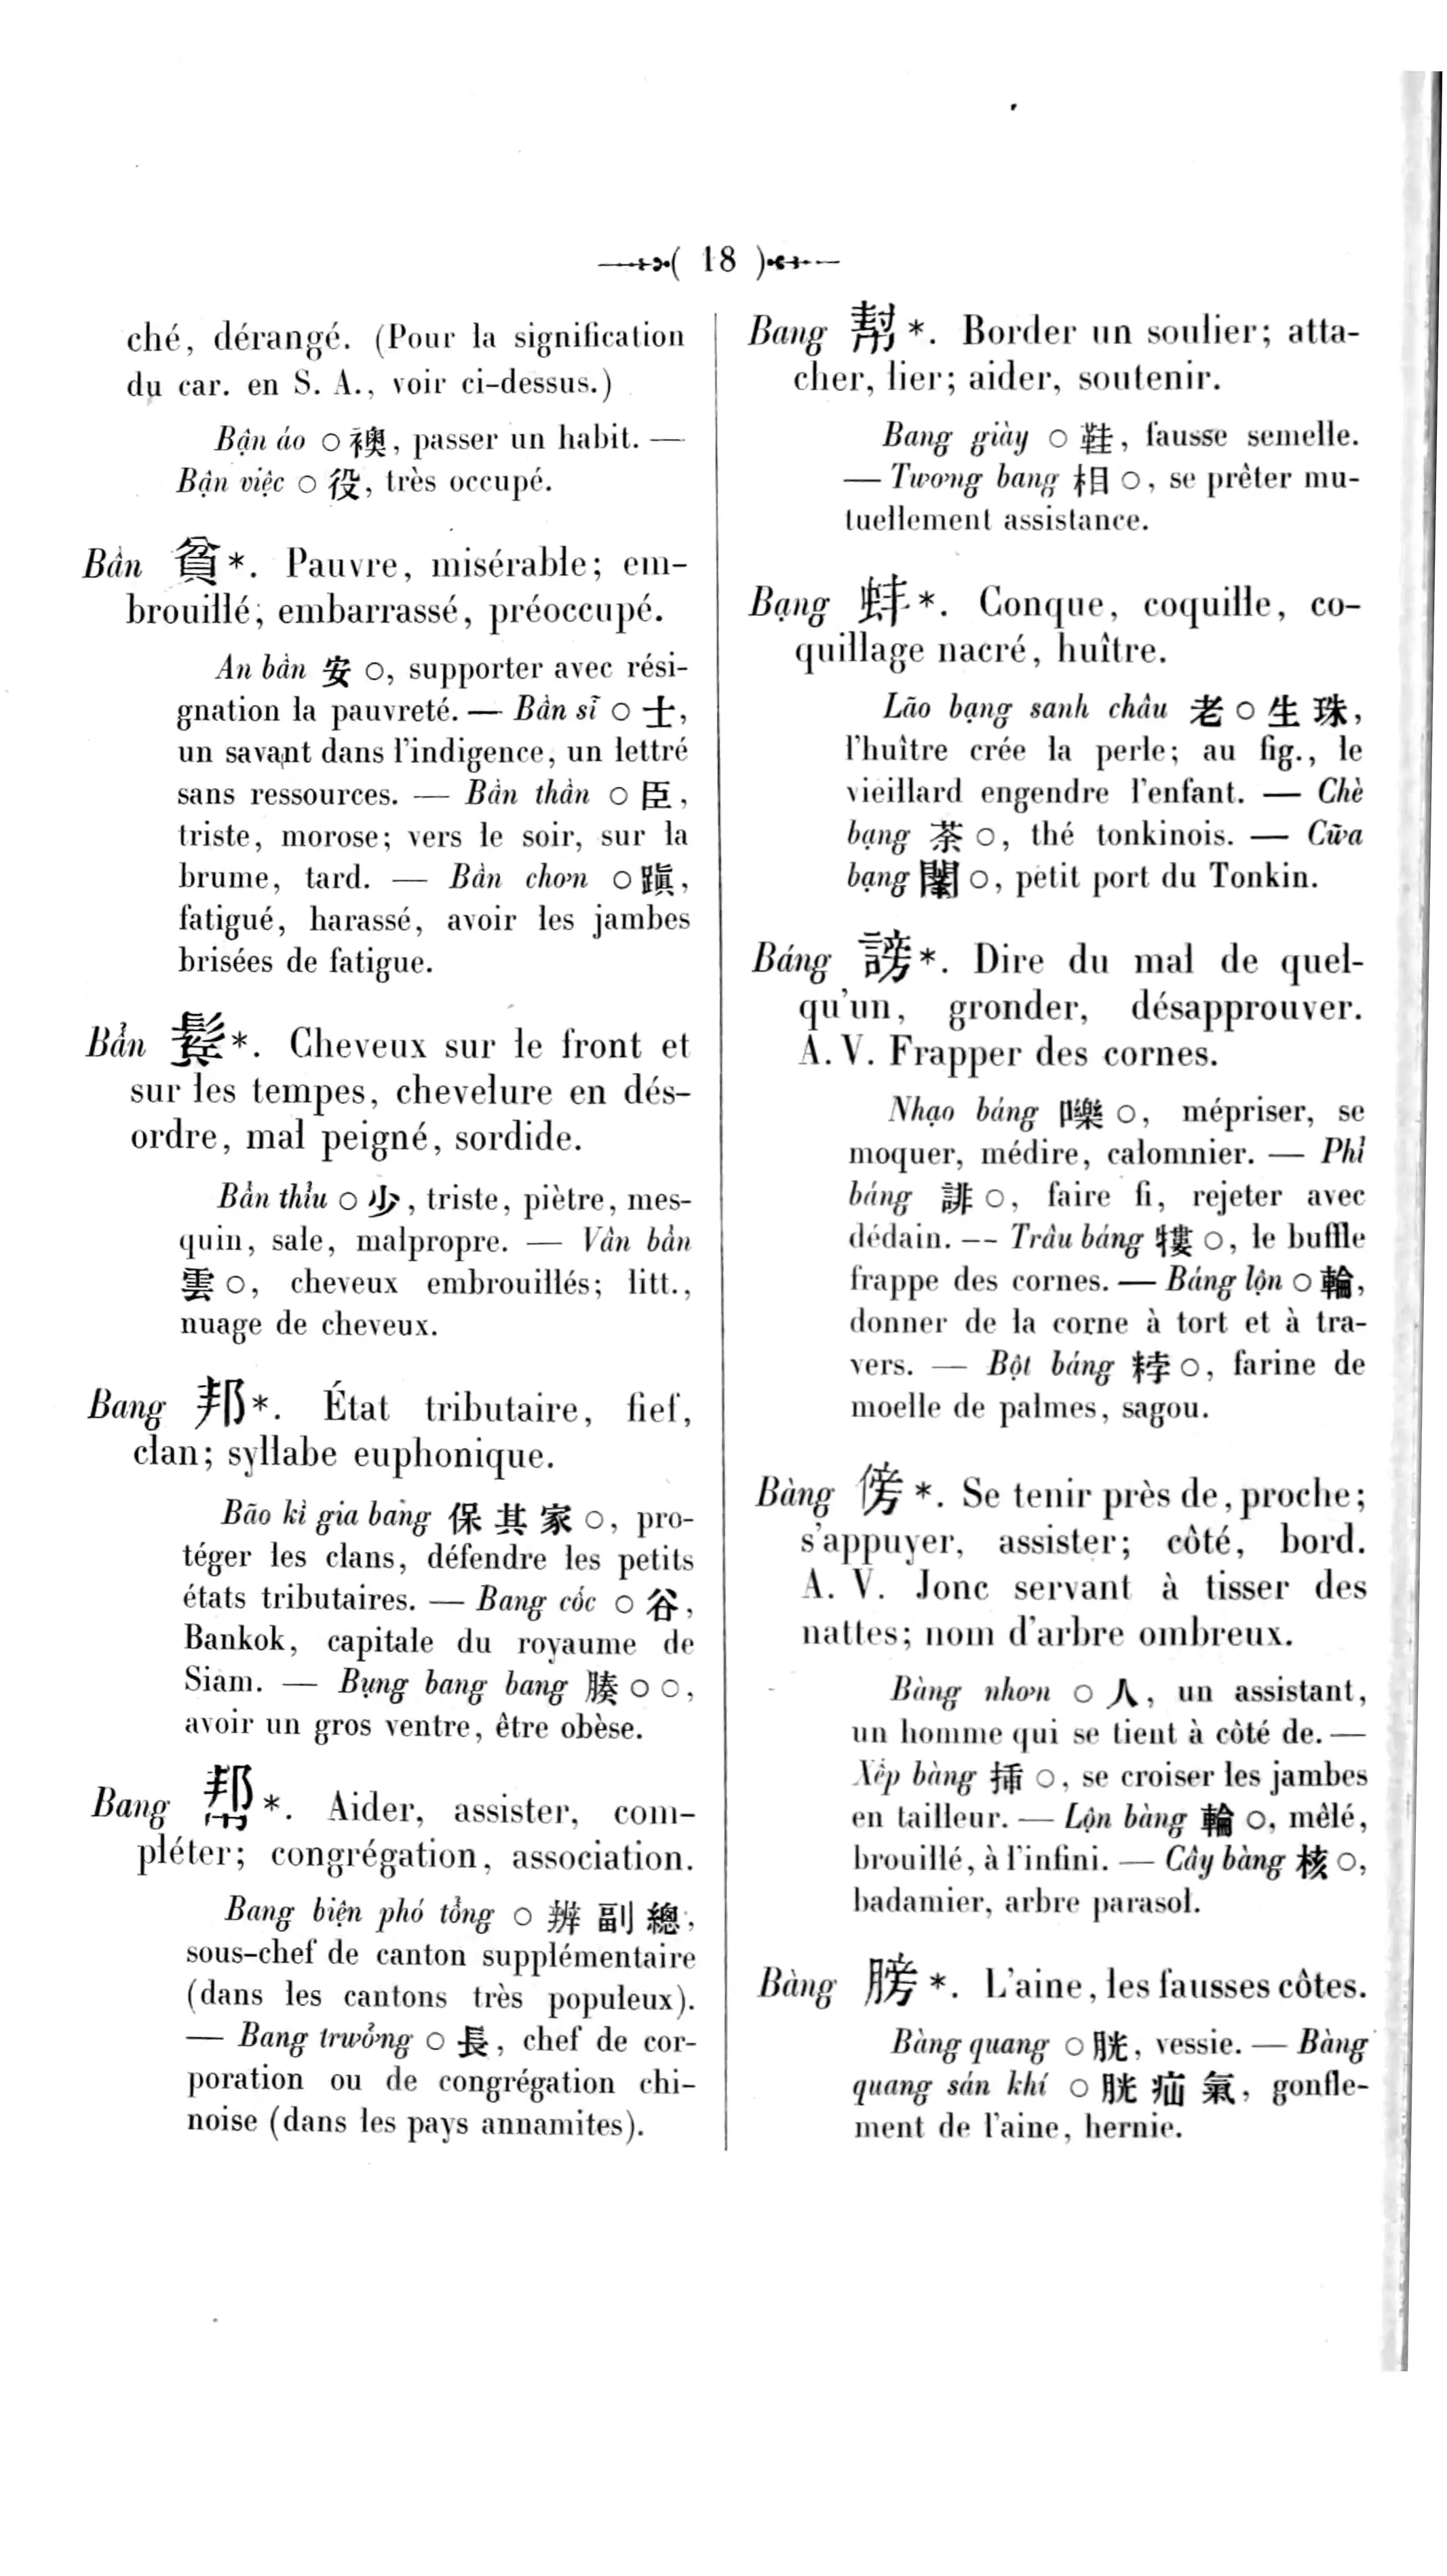 ( 18 )
ché, dérangé. (Pour la signification
du car. en S. A., voir ci-dessus.)
Bận áo ○ 襖, passer un habit. —
Bận việc ○ 役, très occupé.
Bần 貧*. Pauvre, misérable; em-
brouillé; embarrassé, préoccupé.
An bần 安 ○, supporter avec rési-
gnation la pauvreté. — Bần sĩ ○ 士,
un savant dans l'indigence, un lettré
sans ressources. — Bần thần ○ 臣,
triste, morose; vers le soir, sur la
brume, tard. — Bần chơn ○ 蹎,
fatigué, harassé, avoir les jambes
brisées de fatigue.
Bẩn 鬂*. Cheveux sur le front et
sur les tempes, chevelure en dés-
ordre, mal peigné, sordide.
Bẩn thỉu ○ 少, triste, piètre, mes-
quin, sale, malpropre. — Vân bần
雲 ○, cheveux embrouillés; litt.,
nuage de cheveux.
Bang 邦*. État tributaire, fief,
clan; syllabe euphonique.
Bão kì gia bang 保 其 家 ○, pro-
téger les clans, défendre les petits
états tributaires. — Bang cốc ○ 谷,
Bankok, capitale du royaume de
Siam. — Bụng bang bang ○ ○,
avoir un gros ventre, être obèse.
Bang 幫*. Aider, assister, com-
pléter; congrégation, association.
Bang biện phó tổng ○ 辨 副 總,
sous-chef de canton supplémentaire
(dans les cantons très populeux).
— Bang trưởng ○ 長, chef de cor-
poration ou de congrégation chi-
noise (dans les pays annamites).
Bang 幇*. Border un soulier; atta-
cher, lier; aider, soutenir.
Bang giày ○ 鞋, fausse semelle.
— Tương bang 相 ○, se prêter mu-
tuellement assistance.
Bạng 蚌*. Conque, coquille, co-
quillage nacré, huître.
Lão bạng sanh châu 老 ○ 生 珠,
l'huître crée la perle; au fig., le
vieillard engendre l'enfant. — Chè
bạng 茶 ○, thé tonkinois. — Cữa
bạng ○, petit port du Tonkin.
Báng 謗*. Dire du mal de quel-
qu'un, gronder, désapprouver.
A. V. Frapper des cornes.
Nhạo báng 嚛 ○, mépriser, se
moquer, médire, calomnier. — Phỉ
báng 誹 ○, faire fi, rejeter avec
dédain. — Trâu báng ○, le buffle
frappe des cornes. — Báng lộn ○ 輪,
donner de la corne à tort et à tra-
vers. — Bột báng 粰 ○, farine de
moelle de palmes, sagou.
Bàng 傍*. Se tenir près de, proche;
s'appuyer, assister; côté, bord.
A. V. Jonc servant à tisser des
nattes; nom d'arbre ombreux.
Bàng nhơn ○ 人, un assistant,
un homme qui se tient à côté de. —
Xếp bàng 插 ○, se croiser les jambes
en tailleur. — Lộn bàng 輪 ○, mêlé,
brouillé, à l'infini. — Cây bàng 核 ○,
badamier, arbre parasol.
Bàng 膀*. L'aine, les fausses côtes.
Bàng quang ○ 胱, vessie. — Bàng
quang sán khí ○ 胱 疝 氣, gonfle-
ment de l'aine, hernie.